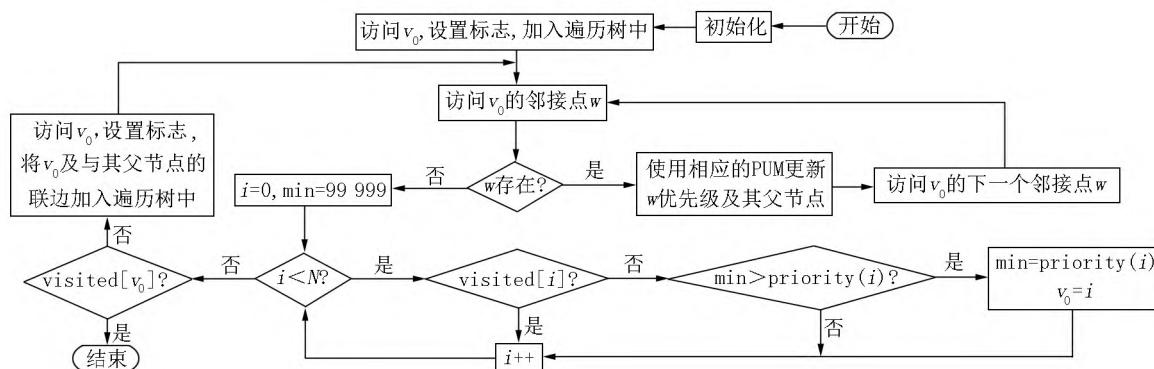 开始
初始化
访问v₀,设置标志,加入遍历树中
访问v₀的邻接点w
w存在?
是
使用相应的PUM更新
w优先级及其父节点
访问v₀的下一个邻接点w
否
i=0,min=99 999
i<N?
是
visited[i]?
否
min>priority(i)?
是
min=priority(i)
v₀=i
否
是
i++
否
visited[v₀]?
否
访问v₀,设置标志,
将v₀及与其父节点的
联边加入遍历树中
是
结束